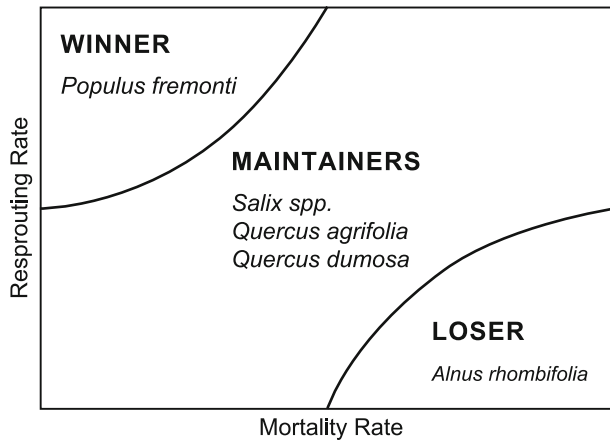 WINNER
Populus fremonti
MAINTAINERS
Salix spp.
Quercus agrifolia
Quercus dumosa
LOSER
Alnus rhombifolia
Resprouting Rate
Mortality Rate